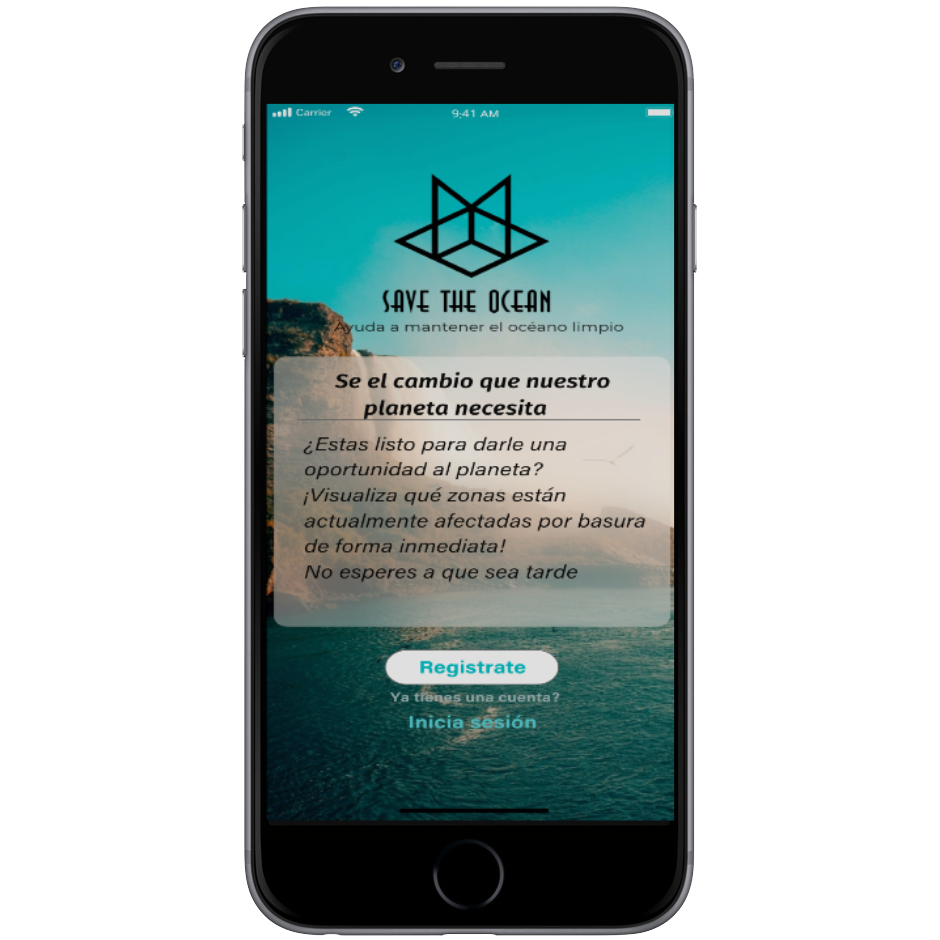 Carrier
9:41 AM
SAVE THE OCEAN
Ayuda a mantener el océano limpio
Se el cambio que nuestro
planeta necesita
¿Estas listo para darle una
oportunidad al planeta?
¡Visualiza qué zonas están
actualmente afectadas por basura
de forma inmediata!
No esperes a que sea tarde
Registrate
Ya tienes una cuenta?
Inicia sesión